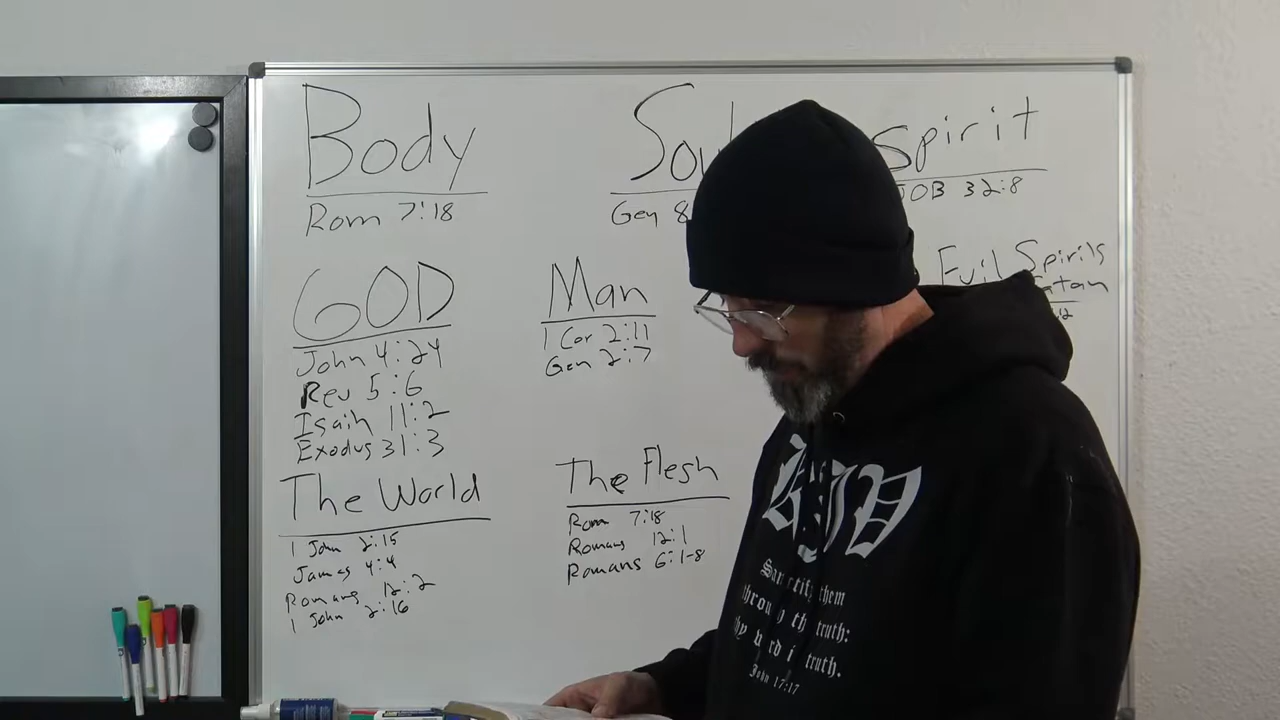 Body
Rom 7:18
Soul
Gen 8
Spirit
JOB 32:8
GOD
John 4:24
Rev 5:6
Isaih 11:2
Exodus 31:3
Man
1 Cor 2:11
Gen 2:7
Evil Spirits
Satan
12
The World
1 John 2:15
James 4:4
Romans 12:2
1 John 2:16
The Flesh
Rom 7:18
Romans 12:1
Romans 6:1-8
KJV
Sanctify them
through thy truth:
thy word is truth.
John 17:17